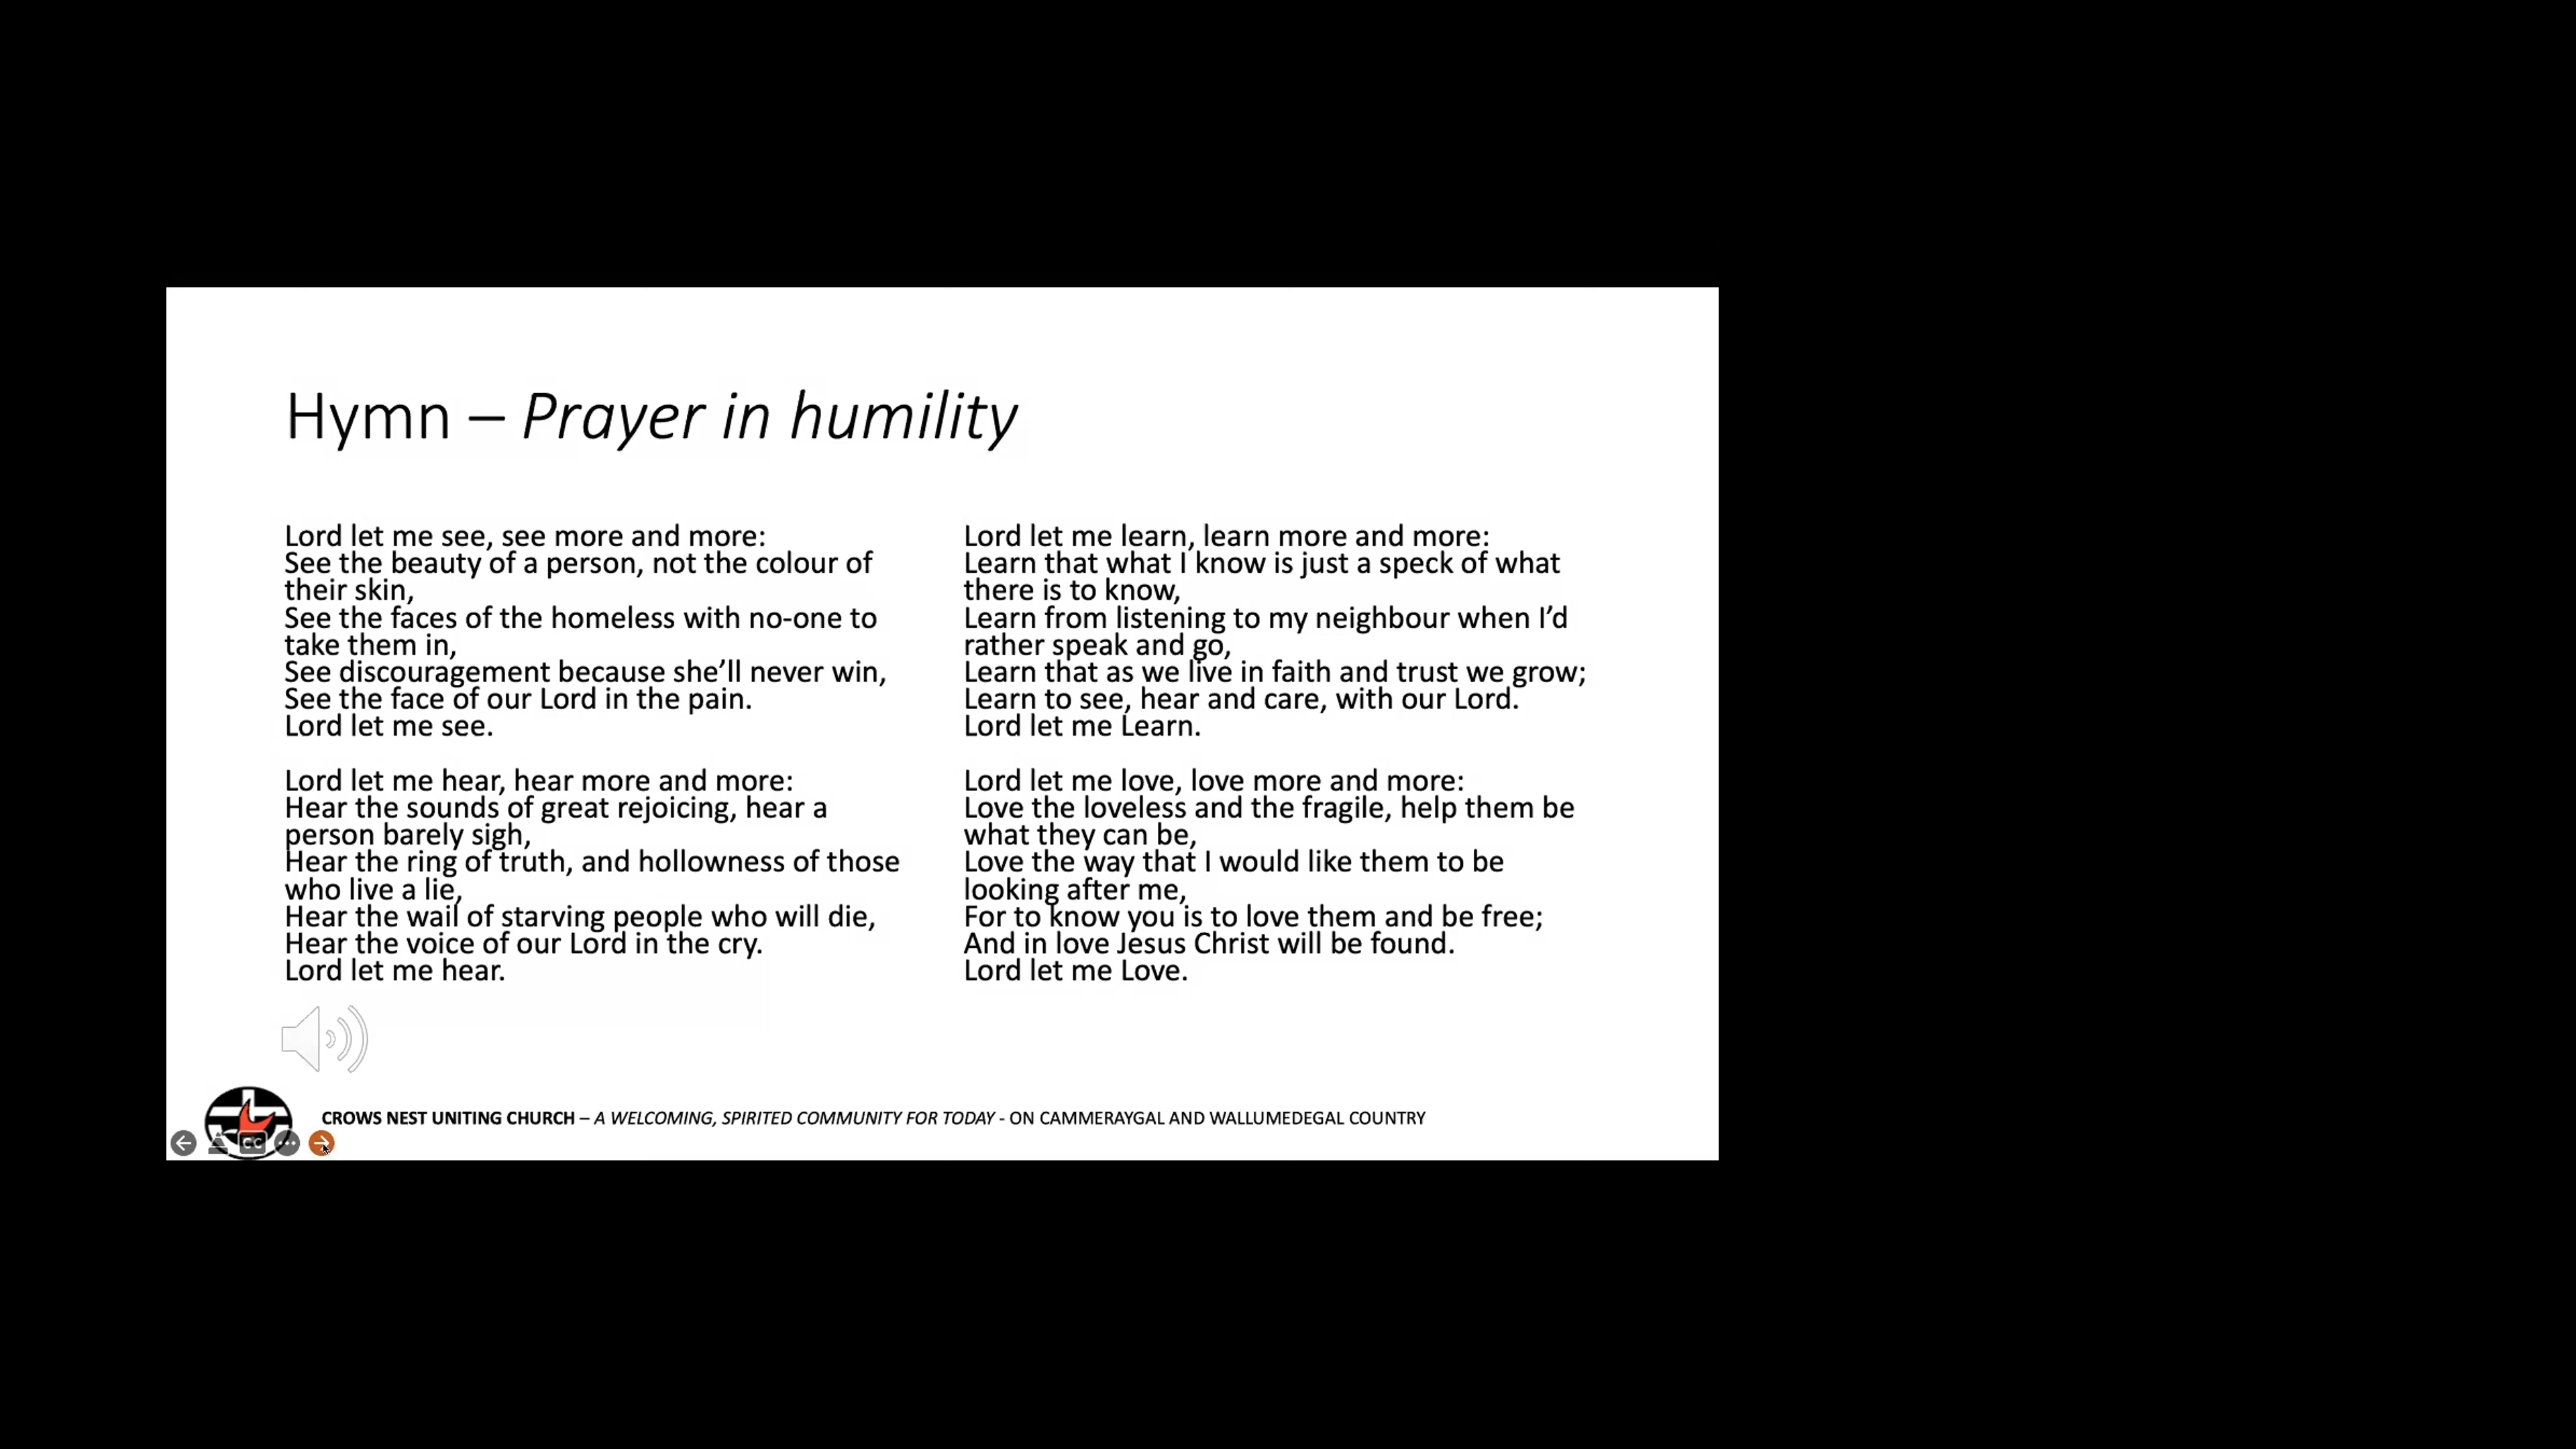 Hymn – Prayer in humility
Lord let me see, see more and more:
See the beauty of a person, not the colour of
their skin,
See the faces of the homeless with no-one to
take them in,
See discouragement because she’ll never win,
See the face of our Lord in the pain.
Lord let me see.
Lord let me hear, hear more and more:
Hear the sounds of great rejoicing, hear a
person barely sigh,
Hear the ring of truth, and hollowness of those
who live a lie,
Hear the wail of starving people who will die,
Hear the voice of our Lord in the cry.
Lord let me hear.
Lord let me learn, learn more and more:
Learn that what I know is just a speck of what
there is to know,
Learn from listening to my neighbour when I’d
rather speak and go,
Learn that as we live in faith and trust we grow;
Learn to see, hear and care, with our Lord.
Lord let me Learn.
Lord let me love, love more and more:
Love the loveless and the fragile, help them be
what they can be,
Love the way that I would like them to be
looking after me,
For to know you is to love them and be free;
And in love Jesus Christ will be found.
Lord let me Love.
CROWS NEST UNITING CHURCH – A WELCOMING, SPIRITED COMMUNITY FOR TODAY - ON CAMMERAYGAL AND WALLUMEDEGAL COUNTRY
CC